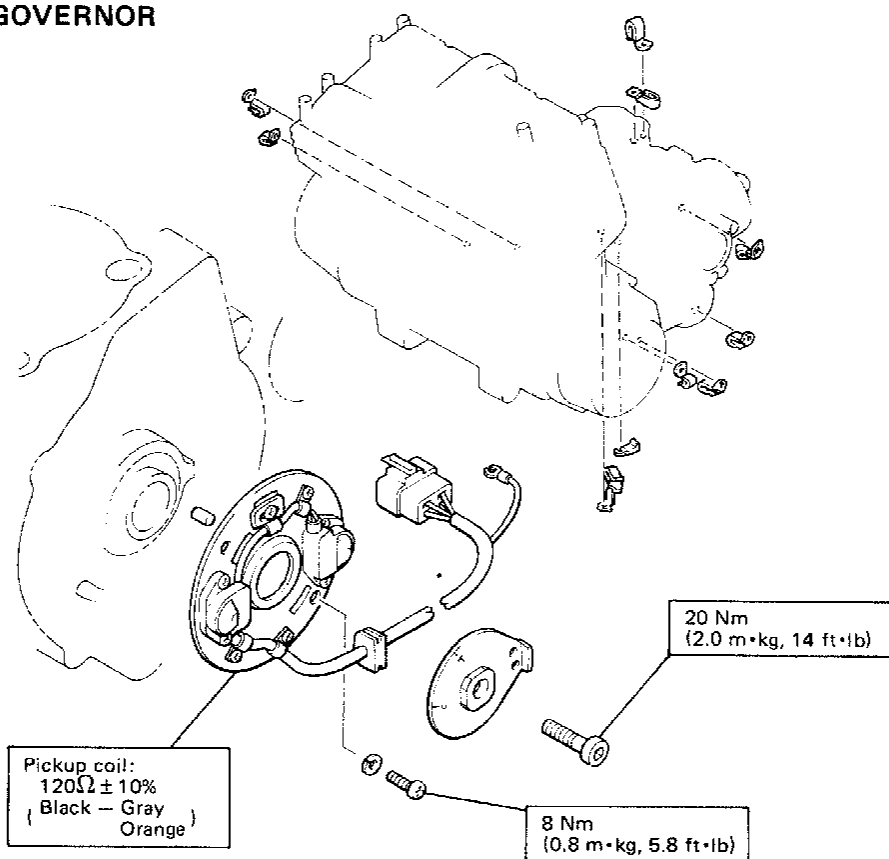 GOVERNOR
20 Nm
(2.0 m•kg, 14 ft•lb)
Pickup coil:
120Ω ± 10%
( Black – Gray
Orange )
8 Nm
(0.8 m•kg, 5.8 ft•lb)